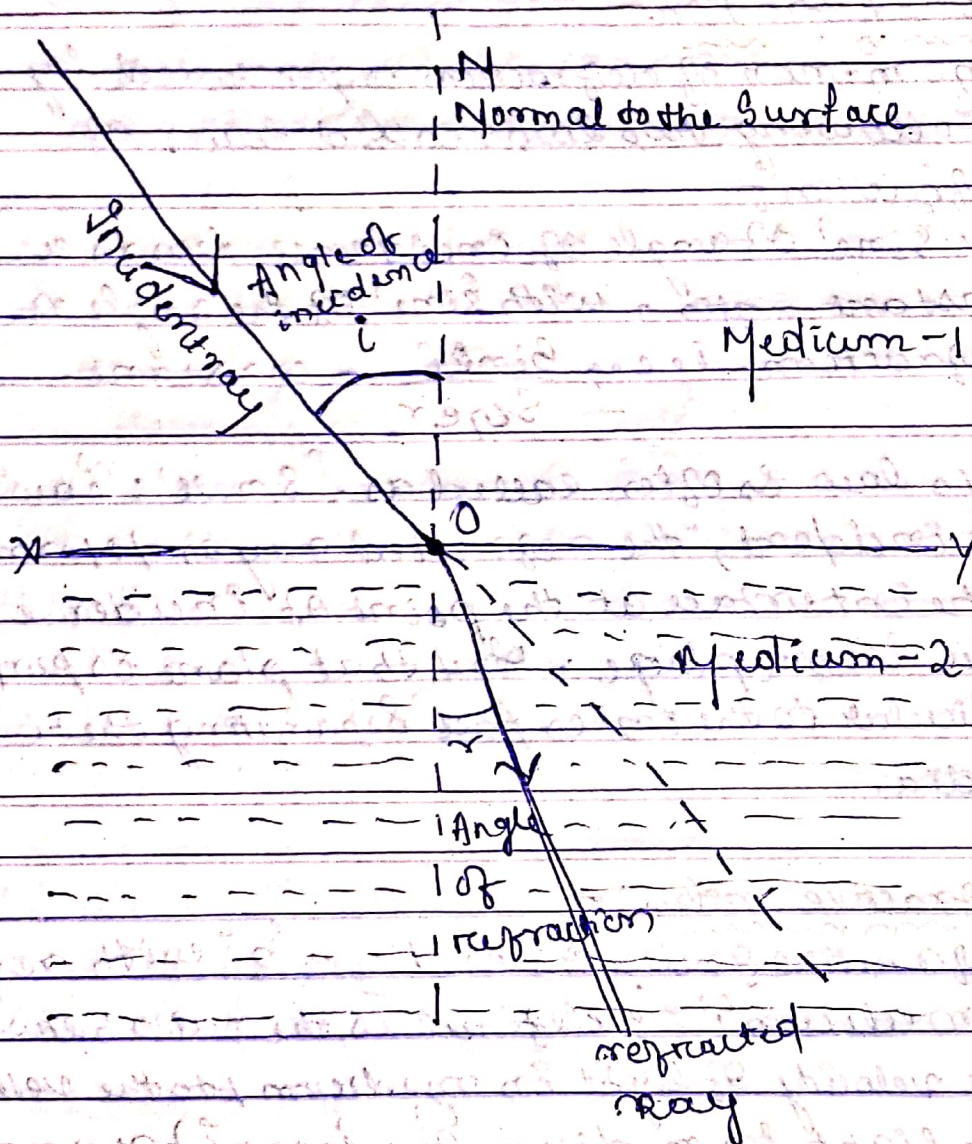 N
Normal to the Surface
Incident ray
Angle of
incidence
i
Medium-1
O
X
Y
Medium-2
r
Angle
of
refraction
refracted
Ray